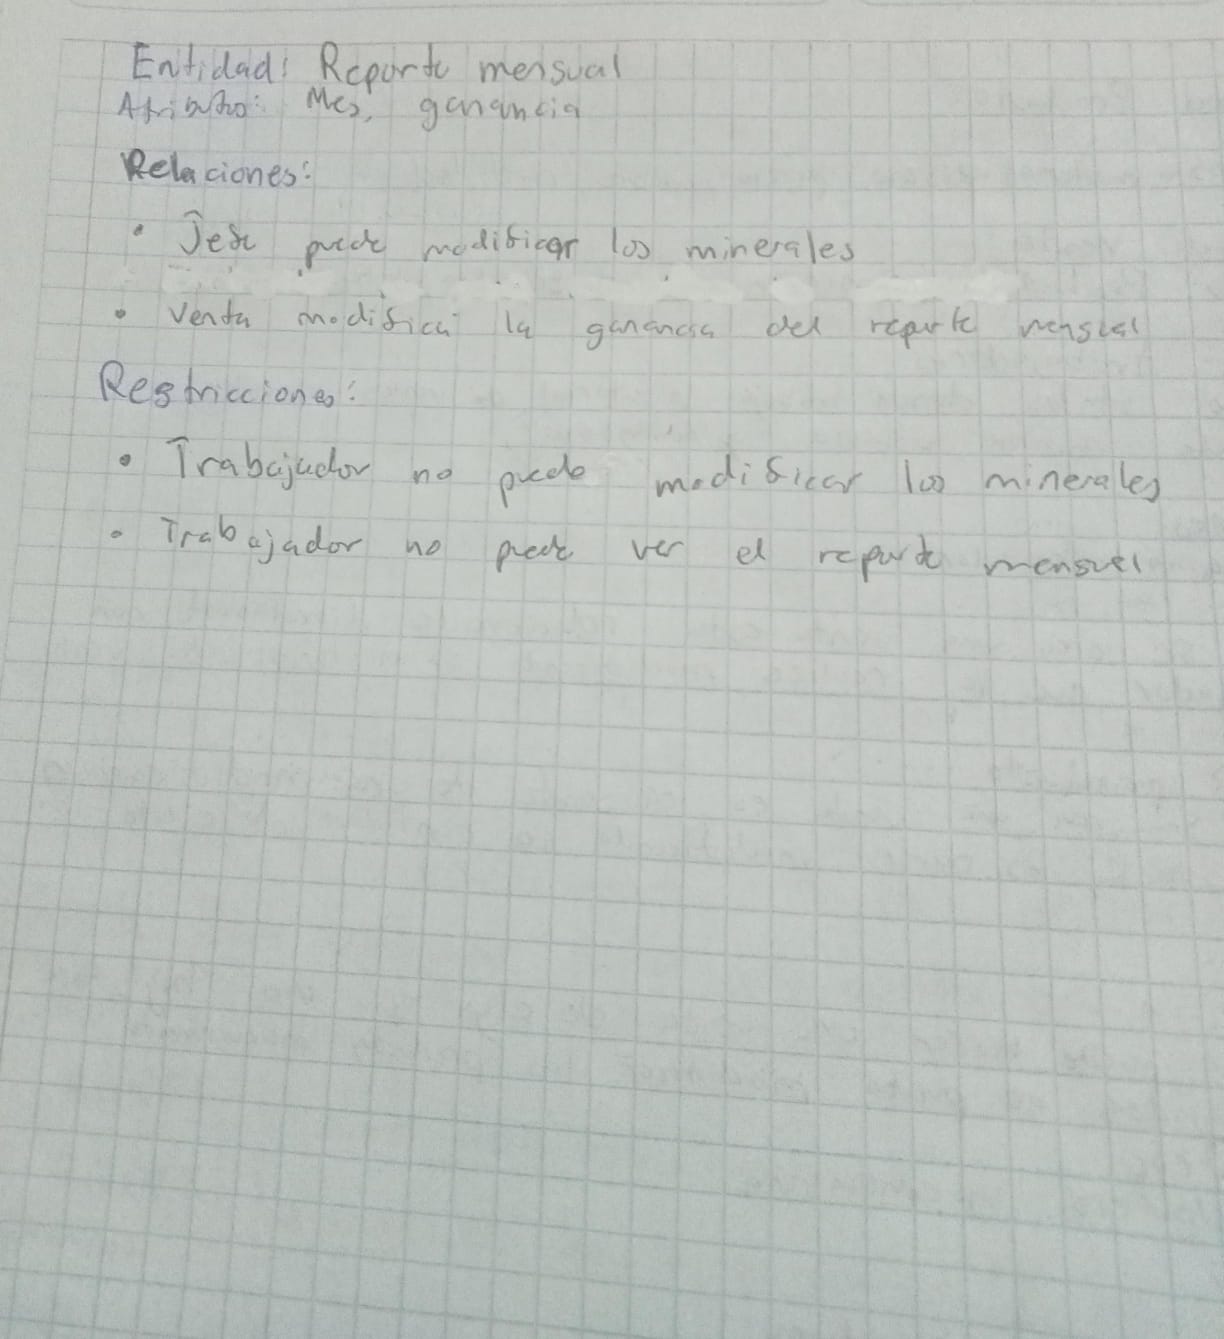 Entidad: Reporte mensual
Atributo: Mes, ganancia
Relaciones:
• Jefe puede modificar los minerales
• Venta modifica la ganancia del reporte mensual
Restricciones:
• Trabajador no puede modificar los minerales
• Trabajador no puede ver el reporte mensual